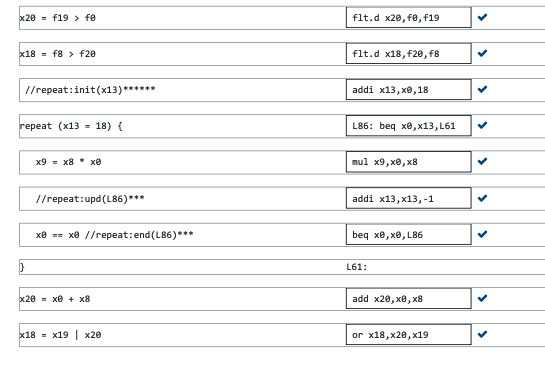 x20 = f19 > f0 flt.d x20,f0,f19
x18 = f8 > f20 flt.d x18,f20,f8
//repeat:init(x13)****** addi x13,x0,18
repeat (x13 = 18) { L86: beq x0,x13,L61
x9 = x8 * x0 mul x9,x0,x8
//repeat:upd(L86)*** addi x13,x13,-1
x0 == x0 //repeat:end(L86)*** beq x0,x0,L86
} L61:
x20 = x0 + x8 add x20,x0,x8
x18 = x19 | x20 or x18,x20,x19